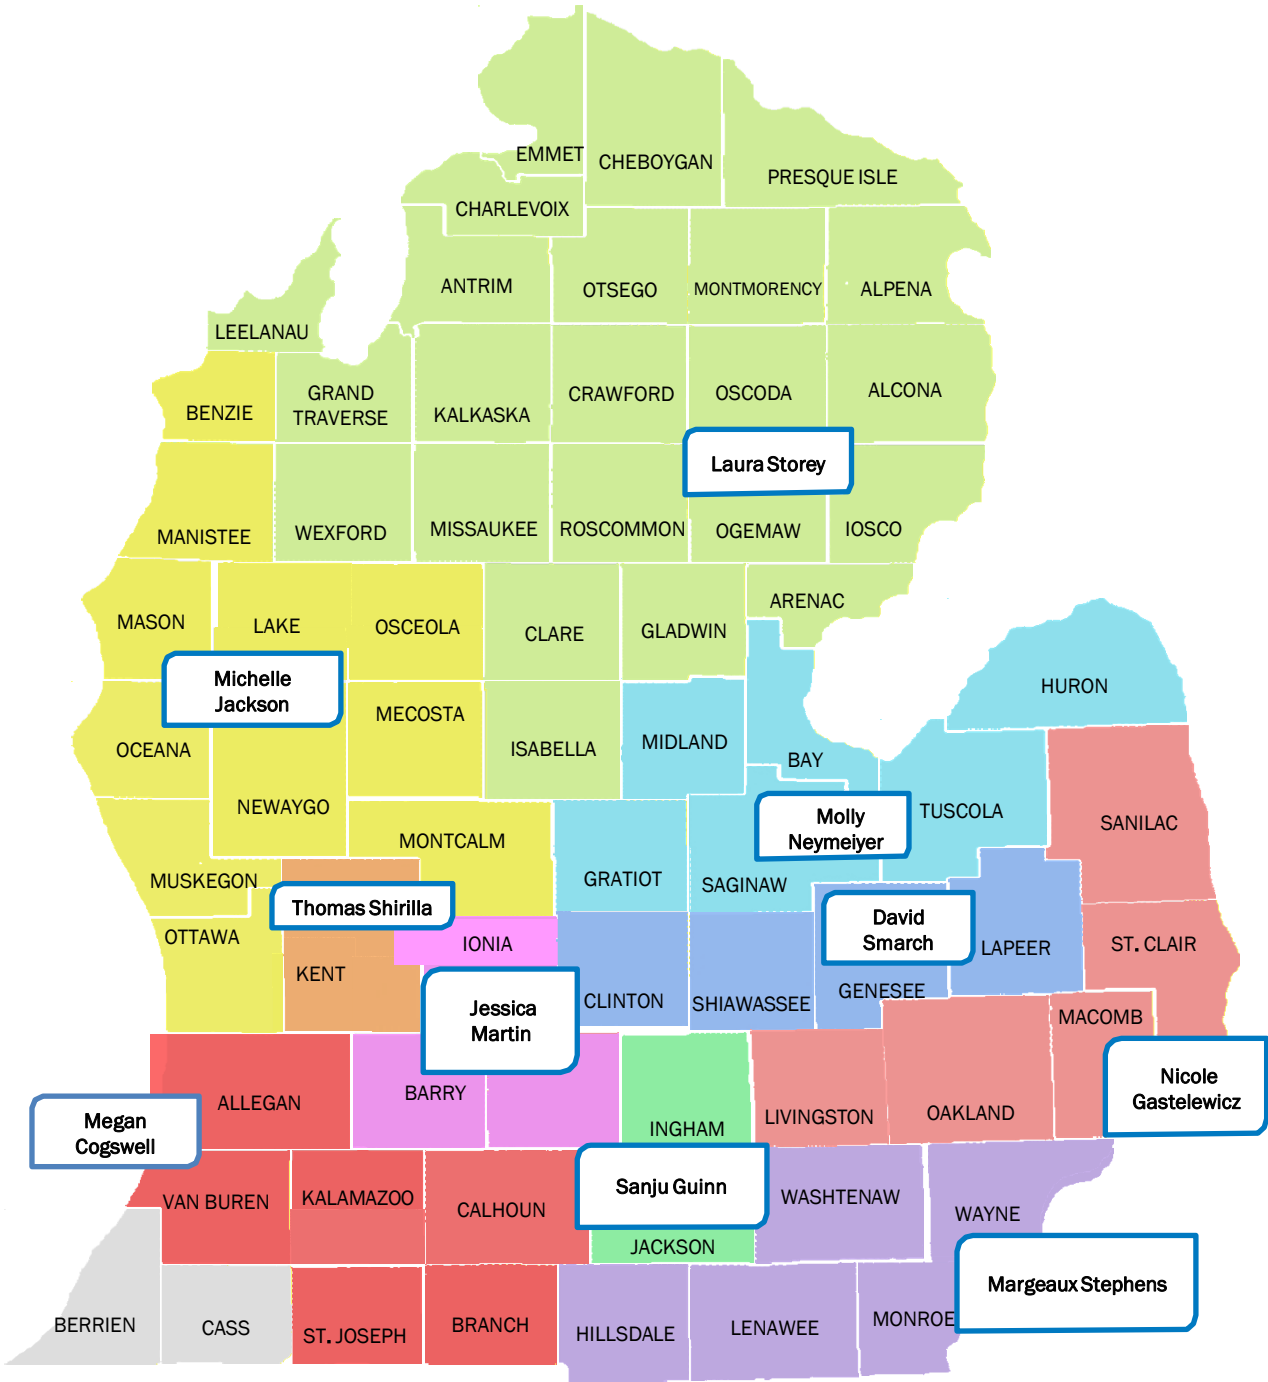 EMMET
CHEBOYGAN
PRESQUE ISLE
CHARLEVOIX
ANTRIM
OTSEGO
MONTMORENCY
ALPENA
LEELANAU
BENZIE
GRAND
TRAVERSE
KALKASKA
CRAWFORD
OSCODA
ALCONA
Laura Storey
MANISTEE
WEXFORD
MISSAUKEE
ROSCOMMON
OGEMAW
IOSCO
MASON
LAKE
OSCEOLA
CLARE
GLADWIN
ARENAC
Michelle
Jackson
HURON
OCEANA
MECOSTA
ISABELLA
MIDLAND
BAY
NEWAYGO
MONTCALM
Molly
Neymeiyer
TUSCOLA
SANILAC
MUSKEGON
GRATIOT
SAGINAW
Thomas Shirilla
David
Smarch
OTTAWA
IONIA
LAPEER
ST. CLAIR
KENT
Jessica
Martin
CLINTON
SHIAWASSEE
GENESEE
MACOMB
Nicole
Gastelewicz
ALLEGAN
BARRY
INGHAM
LIVINGSTON
OAKLAND
Megan
Cogswell
VAN BUREN
KALAMAZOO
CALHOUN
Sanju Guinn
WASHTENAW
WAYNE
JACKSON
Margeaux Stephens
BERRIEN
CASS
ST. JOSEPH
BRANCH
HILLSDALE
LENAWEE
MONROE